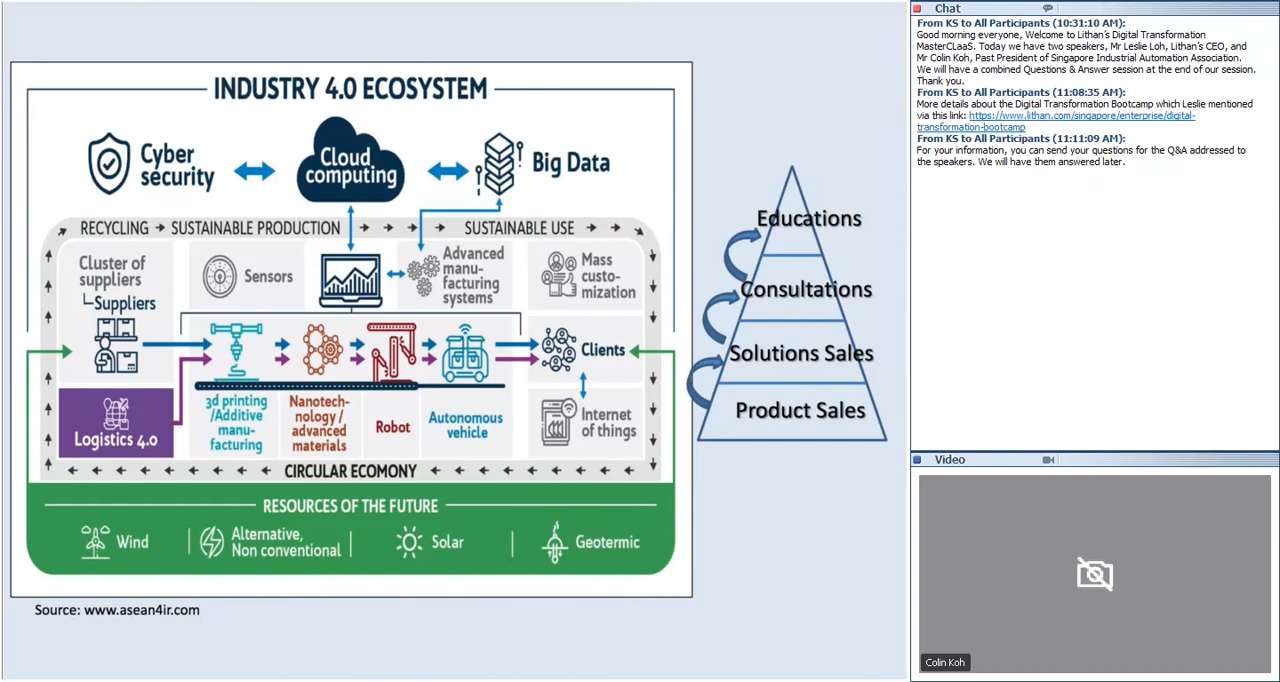 INDUSTRY 4.0 ECOSYSTEM
Cyber
security
Cloud
computing
Big Data
RECYCLING → SUSTAINABLE PRODUCTION
SUSTAINABLE USE
Cluster of
suppliers
Suppliers
Sensors
Advanced
manu-
facturing
systems
Mass
custo-
mization
Clients
Logistics 4.0
3d printing
/Additive
manu-
facturing
Nanotech-
nology /
advanced
materials
Robot
Autonomous
vehicle
Internet
of things
CIRCULAR ECOMONY
RESOURCES OF THE FUTURE
Wind
Alternative,
Non conventional
Solar
Geotermic
Source: www.asean4ir.com
Educations
Consultations
Solutions Sales
Product Sales
Chat
From KS to All Participants (10:31:10 AM):
Good morning everyone, Welcome to Lithan's Digital Transformation
MasterCLaaS. Today we have two speakers, Mr Leslie Loh, Lithan's CEO, and
Mr Colin Koh, Past President of Singapore Industrial Automation Association.
We will have a combined Questions & Answer session at the end of our session.
Thank you.
From KS to All Participants (11:08:35 AM):
More details about the Digital Transformation Bootcamp which Leslie mentioned
via this link: https://www.lithan.com/singapore/enterprise/digital-
transformation-bootcamp
From KS to All Participants (11:11:09 AM):
For your information, you can send your questions for the Q&A addressed to
the speakers. We will have them answered later.
Video
Colin Koh